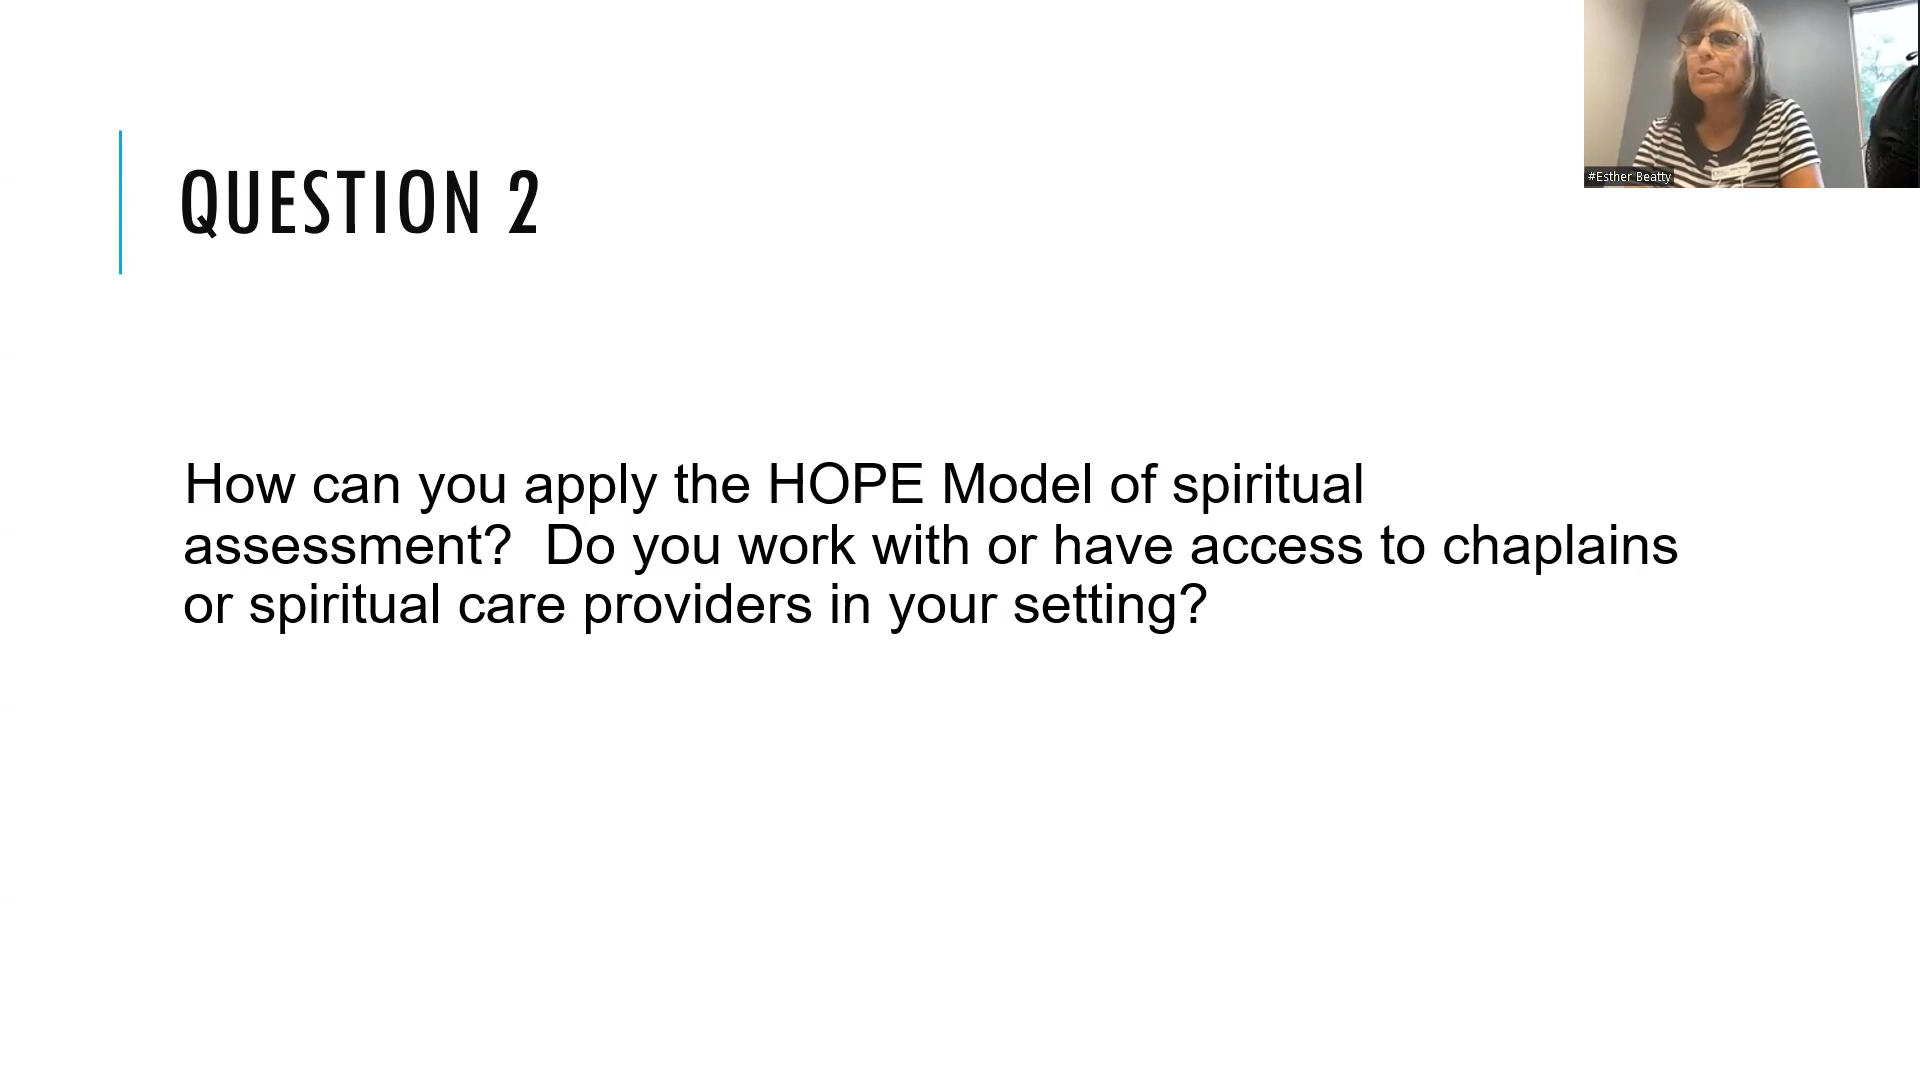 #Esther Beatty
QUESTION 2
How can you apply the HOPE Model of spiritual
assessment?  Do you work with or have access to chaplains
or spiritual care providers in your setting?